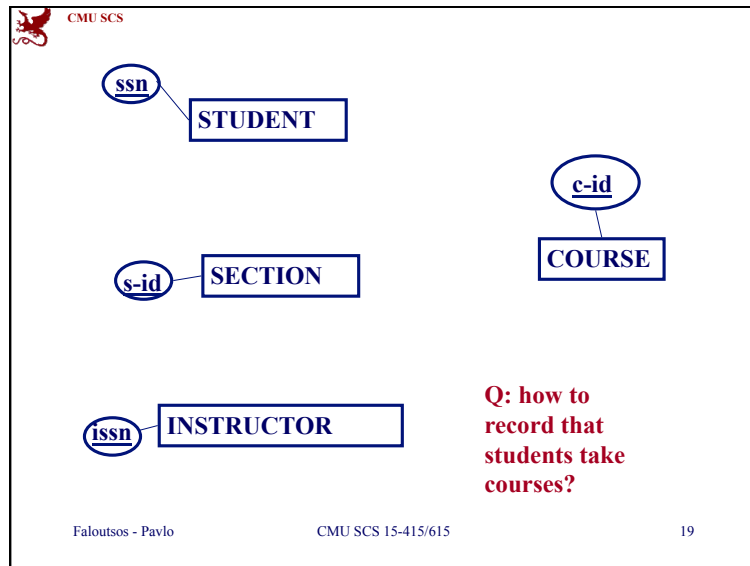 CMU SCS
ssn
STUDENT
c-id
COURSE
s-id
SECTION
issn
INSTRUCTOR
Q: how to
record that
students take
courses?
Faloutsos - Pavlo
CMU SCS 15-415/615
19